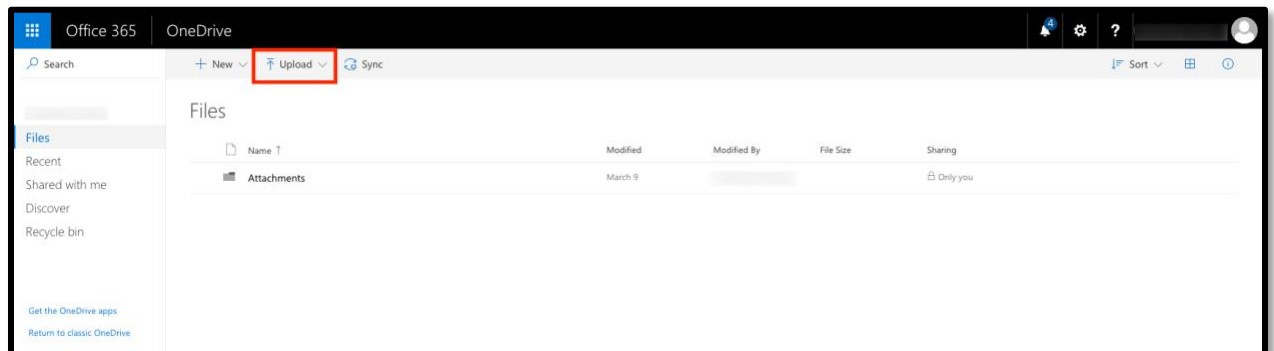 Office 365 OneDrive 4 ?
Search + New Upload Sync Sort
Files
Files
Name ↑ Modified Modified By File Size Sharing
Recent
Attachments March 9 Only you
Shared with me
Discover
Recycle bin
Get the OneDrive apps
Return to classic OneDrive